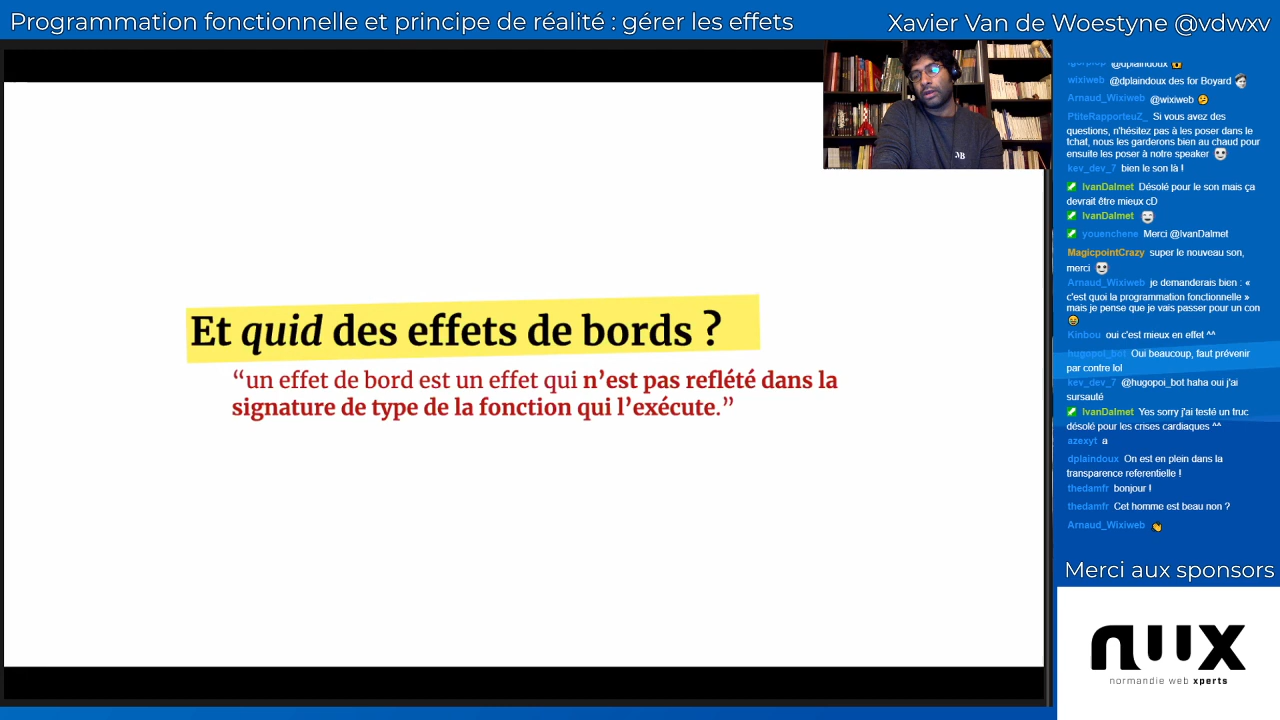 Programmation fonctionnelle et principe de réalité : gérer les effets
Xavier Van de Woestyne @vdwxv
Et quid des effets de bords ?
“un effet de bord est un effet qui n’est pas reflété dans la
signature de type de la fonction qui l’exécute.”
@dplaindoux
wixiweb @dplaindoux des for Boyard
Arnaud_Wixiweb @wixiweb
PtiteRapporteuZ_ Si vous avez des
questions, n'hésitez pas à les poser dans le
tchat, nous les garderons bien au chaud pour
ensuite les poser à notre speaker
kev_dev_7 bien le son là !
IvanDalmet Désolé pour le son mais ça
devrait être mieux cD
IvanDalmet
youenchene Merci @IvanDalmet
MagicpointCrazy super le nouveau son,
merci
Arnaud_Wixiweb je demanderais bien : «
c'est quoi la programmation fonctionnelle »
mais je pense que je vais passer pour un con
Kinbou oui c'est mieux en effet ^^
hugopoi_bot Oui beaucoup, faut prévenir
par contre lol
kev_dev_7 @hugopoi_bot haha oui j'ai
sursauté
IvanDalmet Yes sorry j'ai testé un truc
désolé pour les crises cardiaques ^^
azexyt a
dplaindoux On est en plein dans la
transparence referentielle !
thedamfr bonjour !
thedamfr Cet homme est beau non ?
Arnaud_Wixiweb
Merci aux sponsors
nwx
normandie web xperts